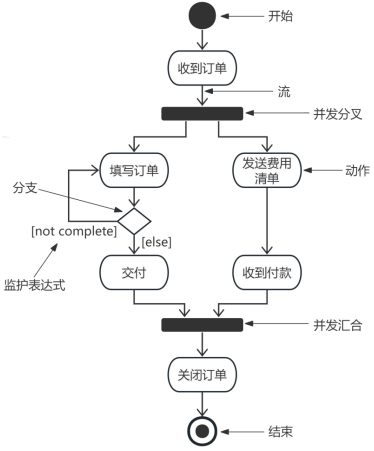 开始
收到订单
流
并发分叉
填写订单
发送费用
清单
动作
分支
[not complete]
[else]
监护表达式
交付
收到付款
并发汇合
关闭订单
结束